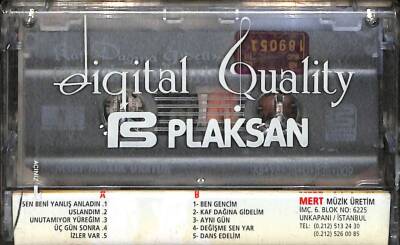 189051
Digital Quality
PLAKSAN
AÇINIZ
A
SEN BENİ YANLIŞ ANLADIN .1
USLANDIM .2
UNUTAMIYOR YÜREĞİM .3
ÜÇ GÜN SONRA .4
İZLER VAR .5
B
1- BEN GENCİM
2- KAF DAĞINA GİDELİM
3- AYNI GÜN
4- DEĞİŞME SEN YAR
5- DANS EDELİM
MERT MÜZİK ÜRETİM
İMÇ. 6. BLOK NO: 6225
UNKAPANI / İSTANBUL
Tel: (0.212) 513 24 30
(0.212) 526 00 85